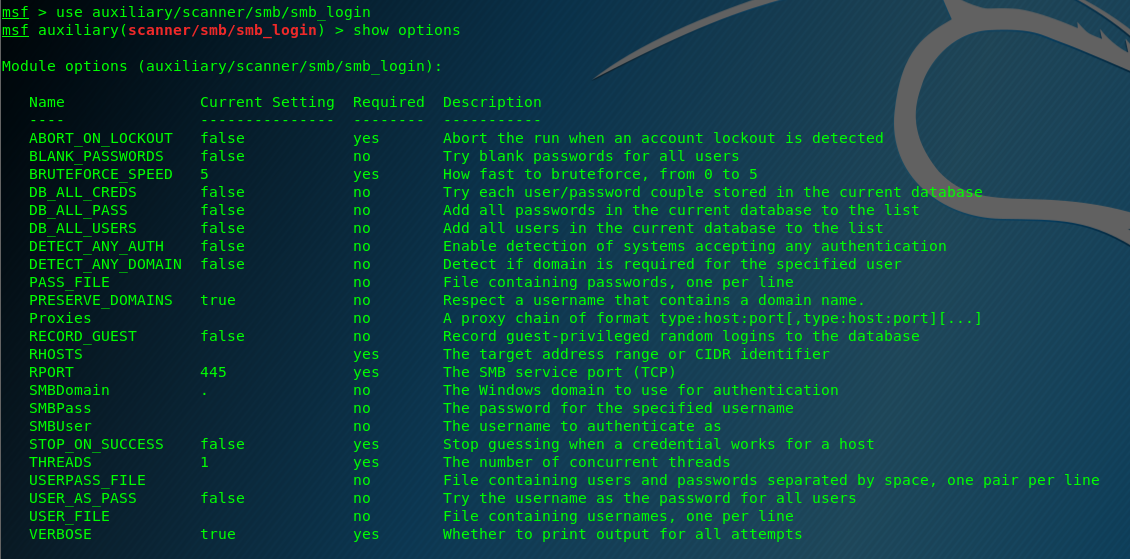 msf > use auxiliary/scanner/smb/smb_login
msf auxiliary(scanner/smb/smb_login) > show options
Module options (auxiliary/scanner/smb/smb_login):
Name Current Setting Required Description
---- --------------- -------- -----------
ABORT_ON_LOCKOUT false yes Abort the run when an account lockout is detected
BLANK_PASSWORDS false no Try blank passwords for all users
BRUTEFORCE_SPEED 5 yes How fast to bruteforce, from 0 to 5
DB_ALL_CREDS false no Try each user/password couple stored in the current database
DB_ALL_PASS false no Add all passwords in the current database to the list
DB_ALL_USERS false no Add all users in the current database to the list
DETECT_ANY_AUTH false no Enable detection of systems accepting any authentication
DETECT_ANY_DOMAIN false no Detect if domain is required for the specified user
PASS_FILE no File containing passwords, one per line
PRESERVE_DOMAINS true no Respect a username that contains a domain name.
Proxies no A proxy chain of format type:host:port[,type:host:port][...]
RECORD_GUEST false no Record guest-privileged random logins to the database
RHOSTS yes The target address range or CIDR identifier
RPORT 445 yes The SMB service port (TCP)
SMBDomain . no The Windows domain to use for authentication
SMBPass no The password for the specified username
SMBUser no The username to authenticate as
STOP_ON_SUCCESS false yes Stop guessing when a credential works for a host
THREADS 1 yes The number of concurrent threads
USERPASS_FILE no File containing users and passwords separated by space, one pair per line
USER_AS_PASS false no Try the username as the password for all users
USER_FILE no File containing usernames, one per line
VERBOSE true yes Whether to print output for all attempts